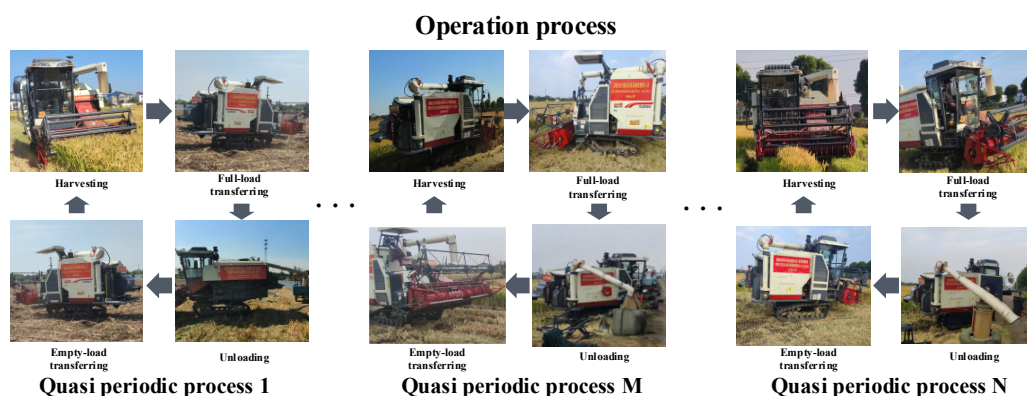 Operation process
Harvesting
Full-load
transferring
Empty-load
transferring
Unloading
Quasi periodic process 1
. . .
Harvesting
Full-load
transferring
Empty-load
transferring
Unloading
Quasi periodic process M
. . .
Harvesting
Full-load
transferring
Empty-load
transferring
Unloading
Quasi periodic process N